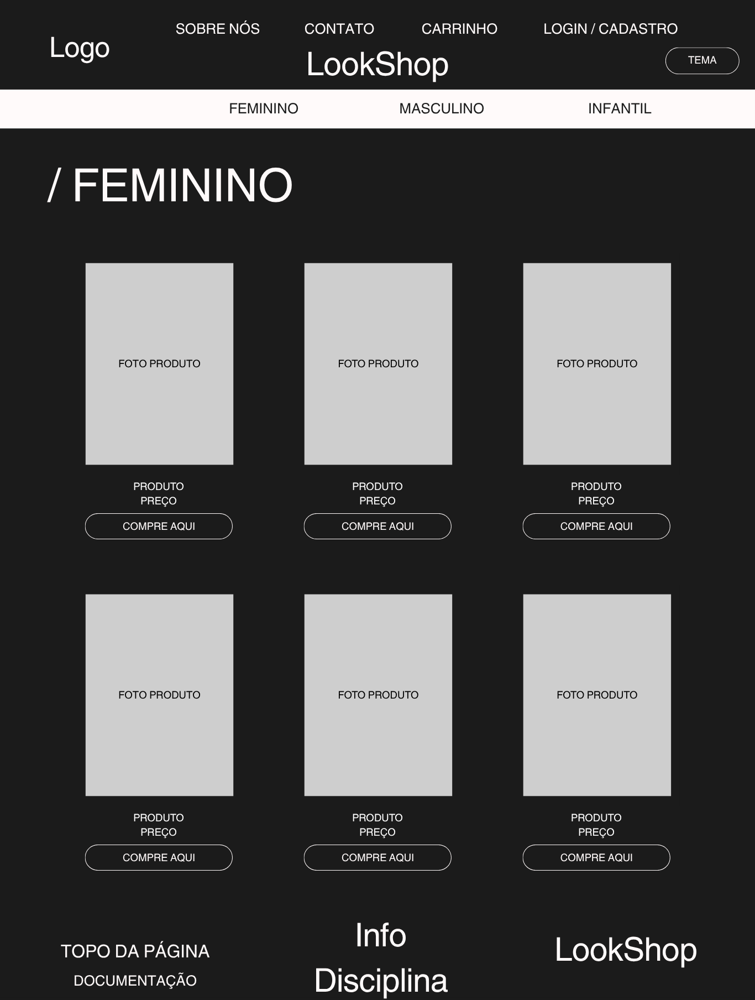 SOBRE NÓS CONTATO CARRINHO LOGIN / CADASTRO
Logo
LookShop
TEMA
FEMININO MASCULINO INFANTIL
/ FEMININO
FOTO PRODUTO FOTO PRODUTO FOTO PRODUTO
PRODUTO PRODUTO PRODUTO
PREÇO PREÇO PREÇO
COMPRE AQUI COMPRE AQUI COMPRE AQUI
FOTO PRODUTO FOTO PRODUTO FOTO PRODUTO
PRODUTO PRODUTO PRODUTO
PREÇO PREÇO PREÇO
COMPRE AQUI COMPRE AQUI COMPRE AQUI
TOPO DA PÁGINA
DOCUMENTAÇÃO
Info
Disciplina
LookShop